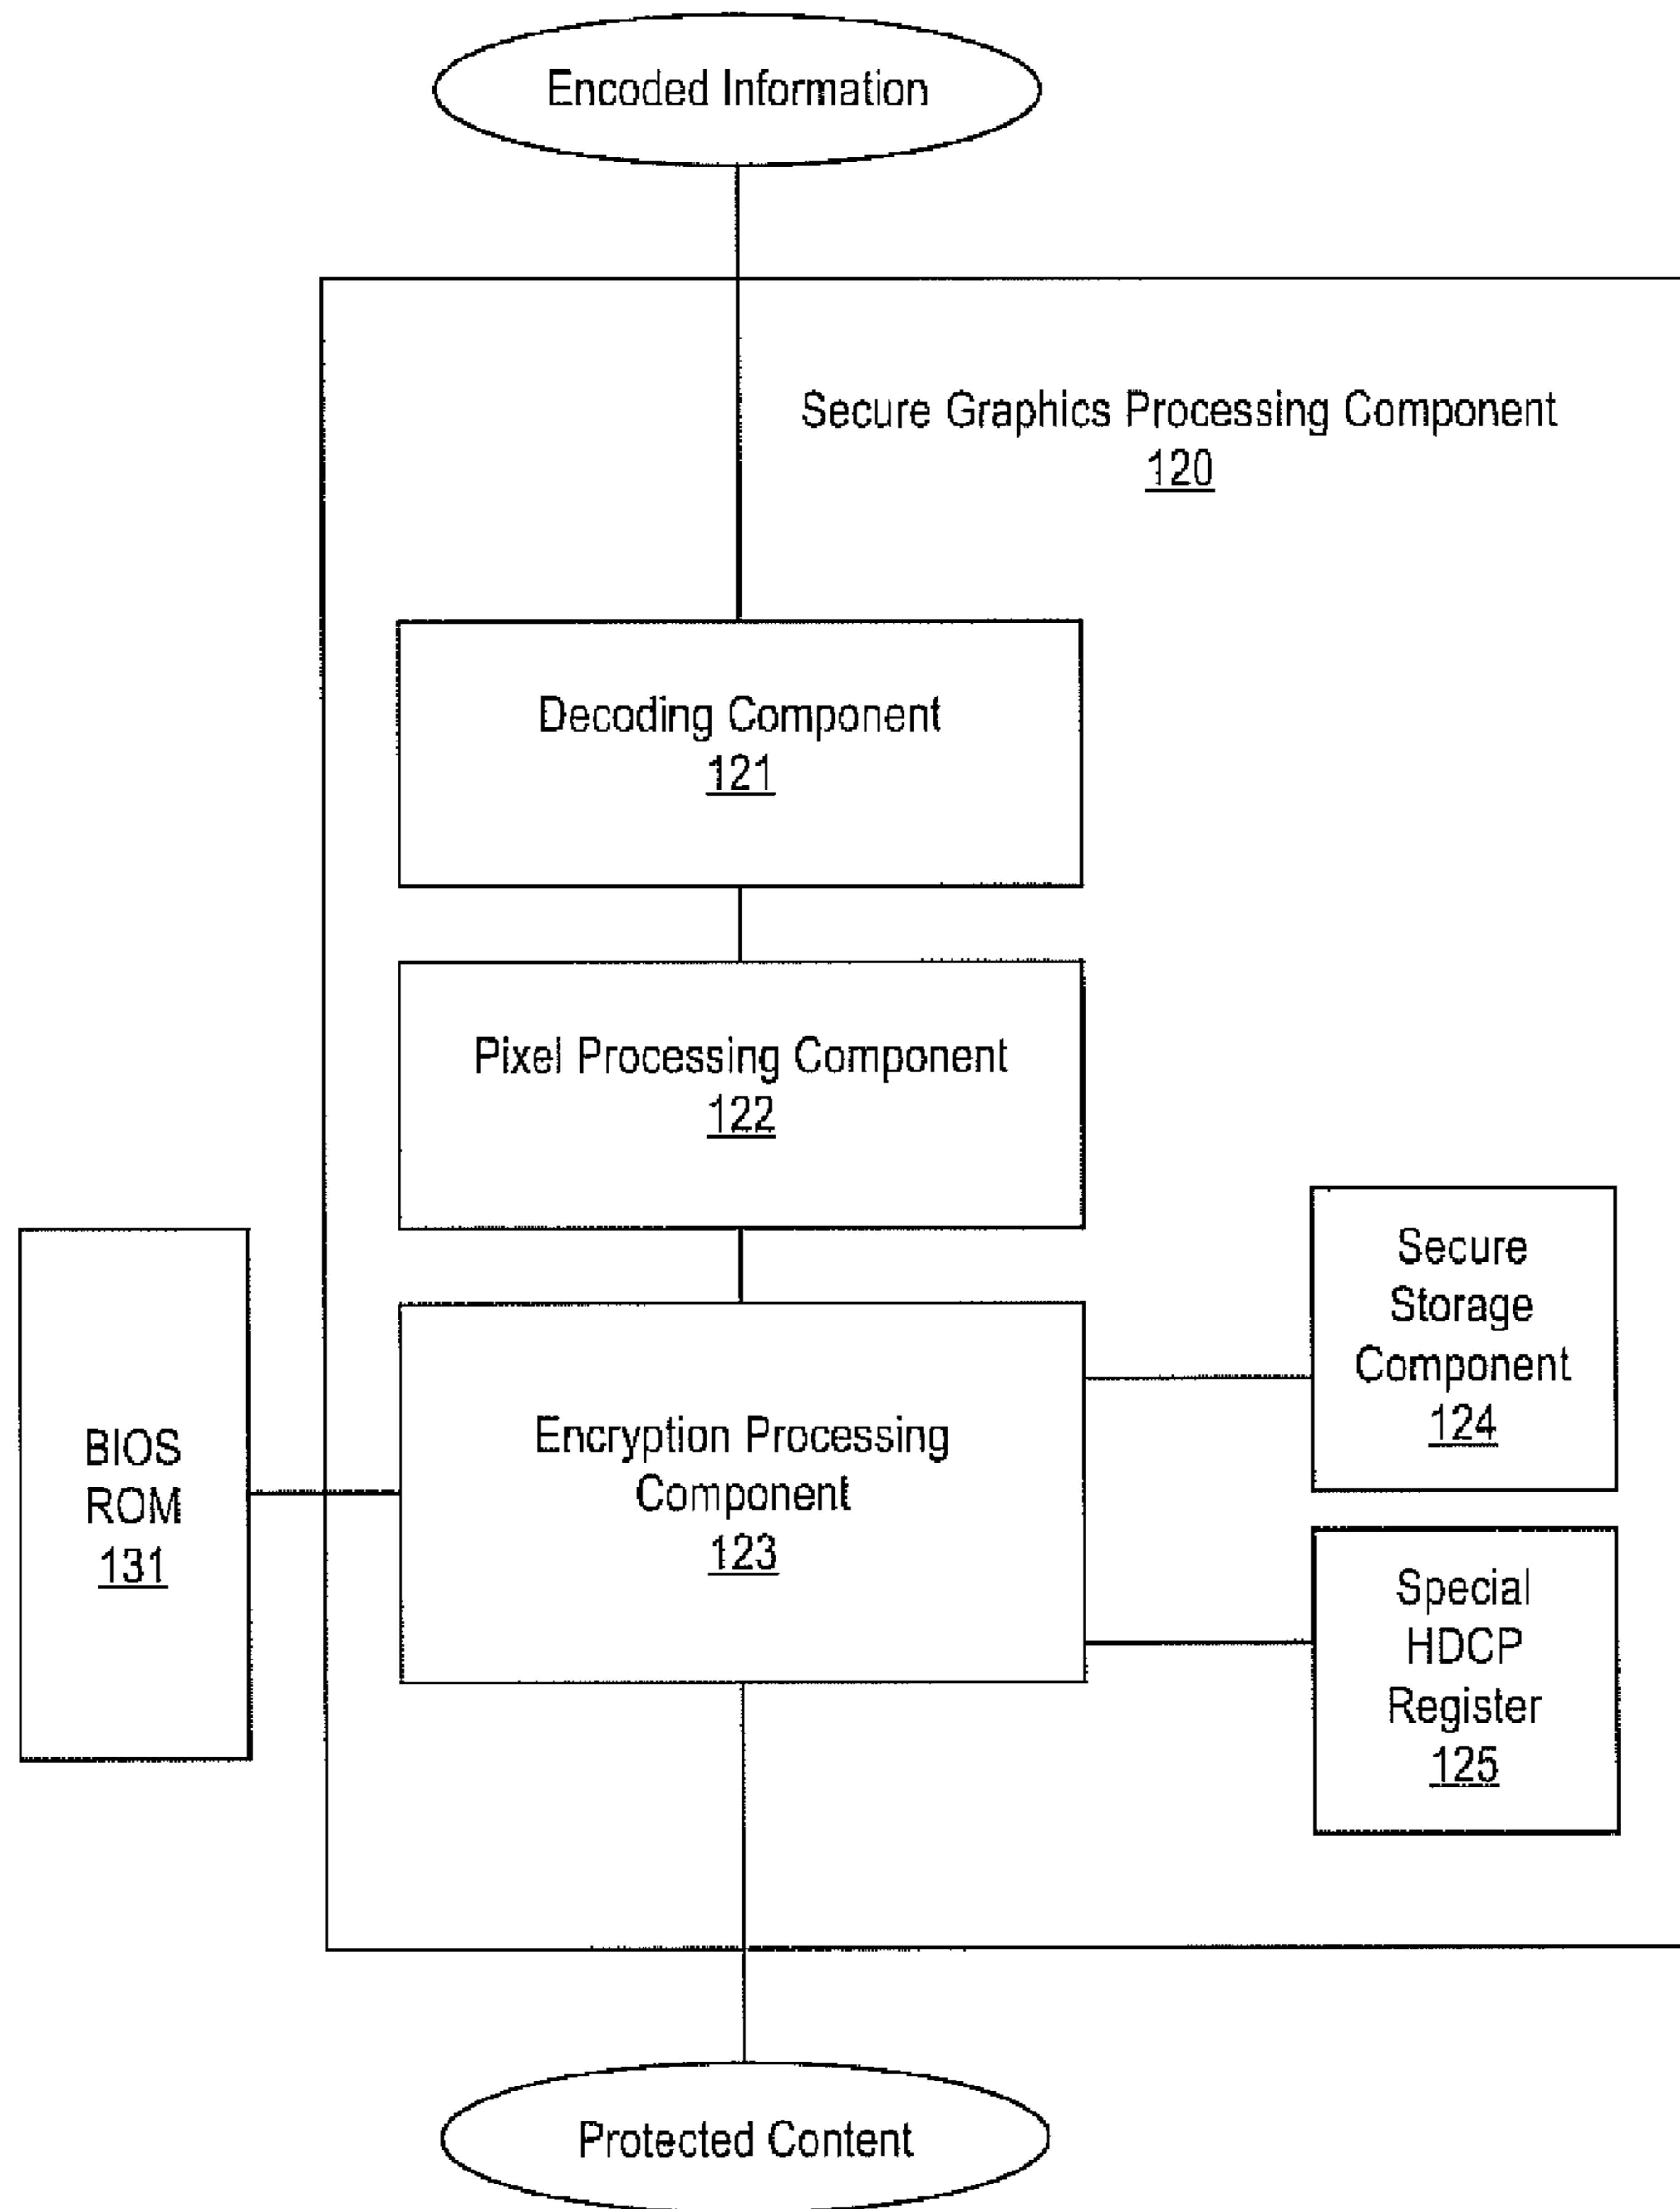 Encoded Information
Secure Graphics Processing Component
120
Decoding Component
121
Pixel Processing Component
122
BIOS
ROM
131
Encryption Processing
Component
123
Secure
Storage
Component
124
Special
HDCP
Register
125
Protected Content